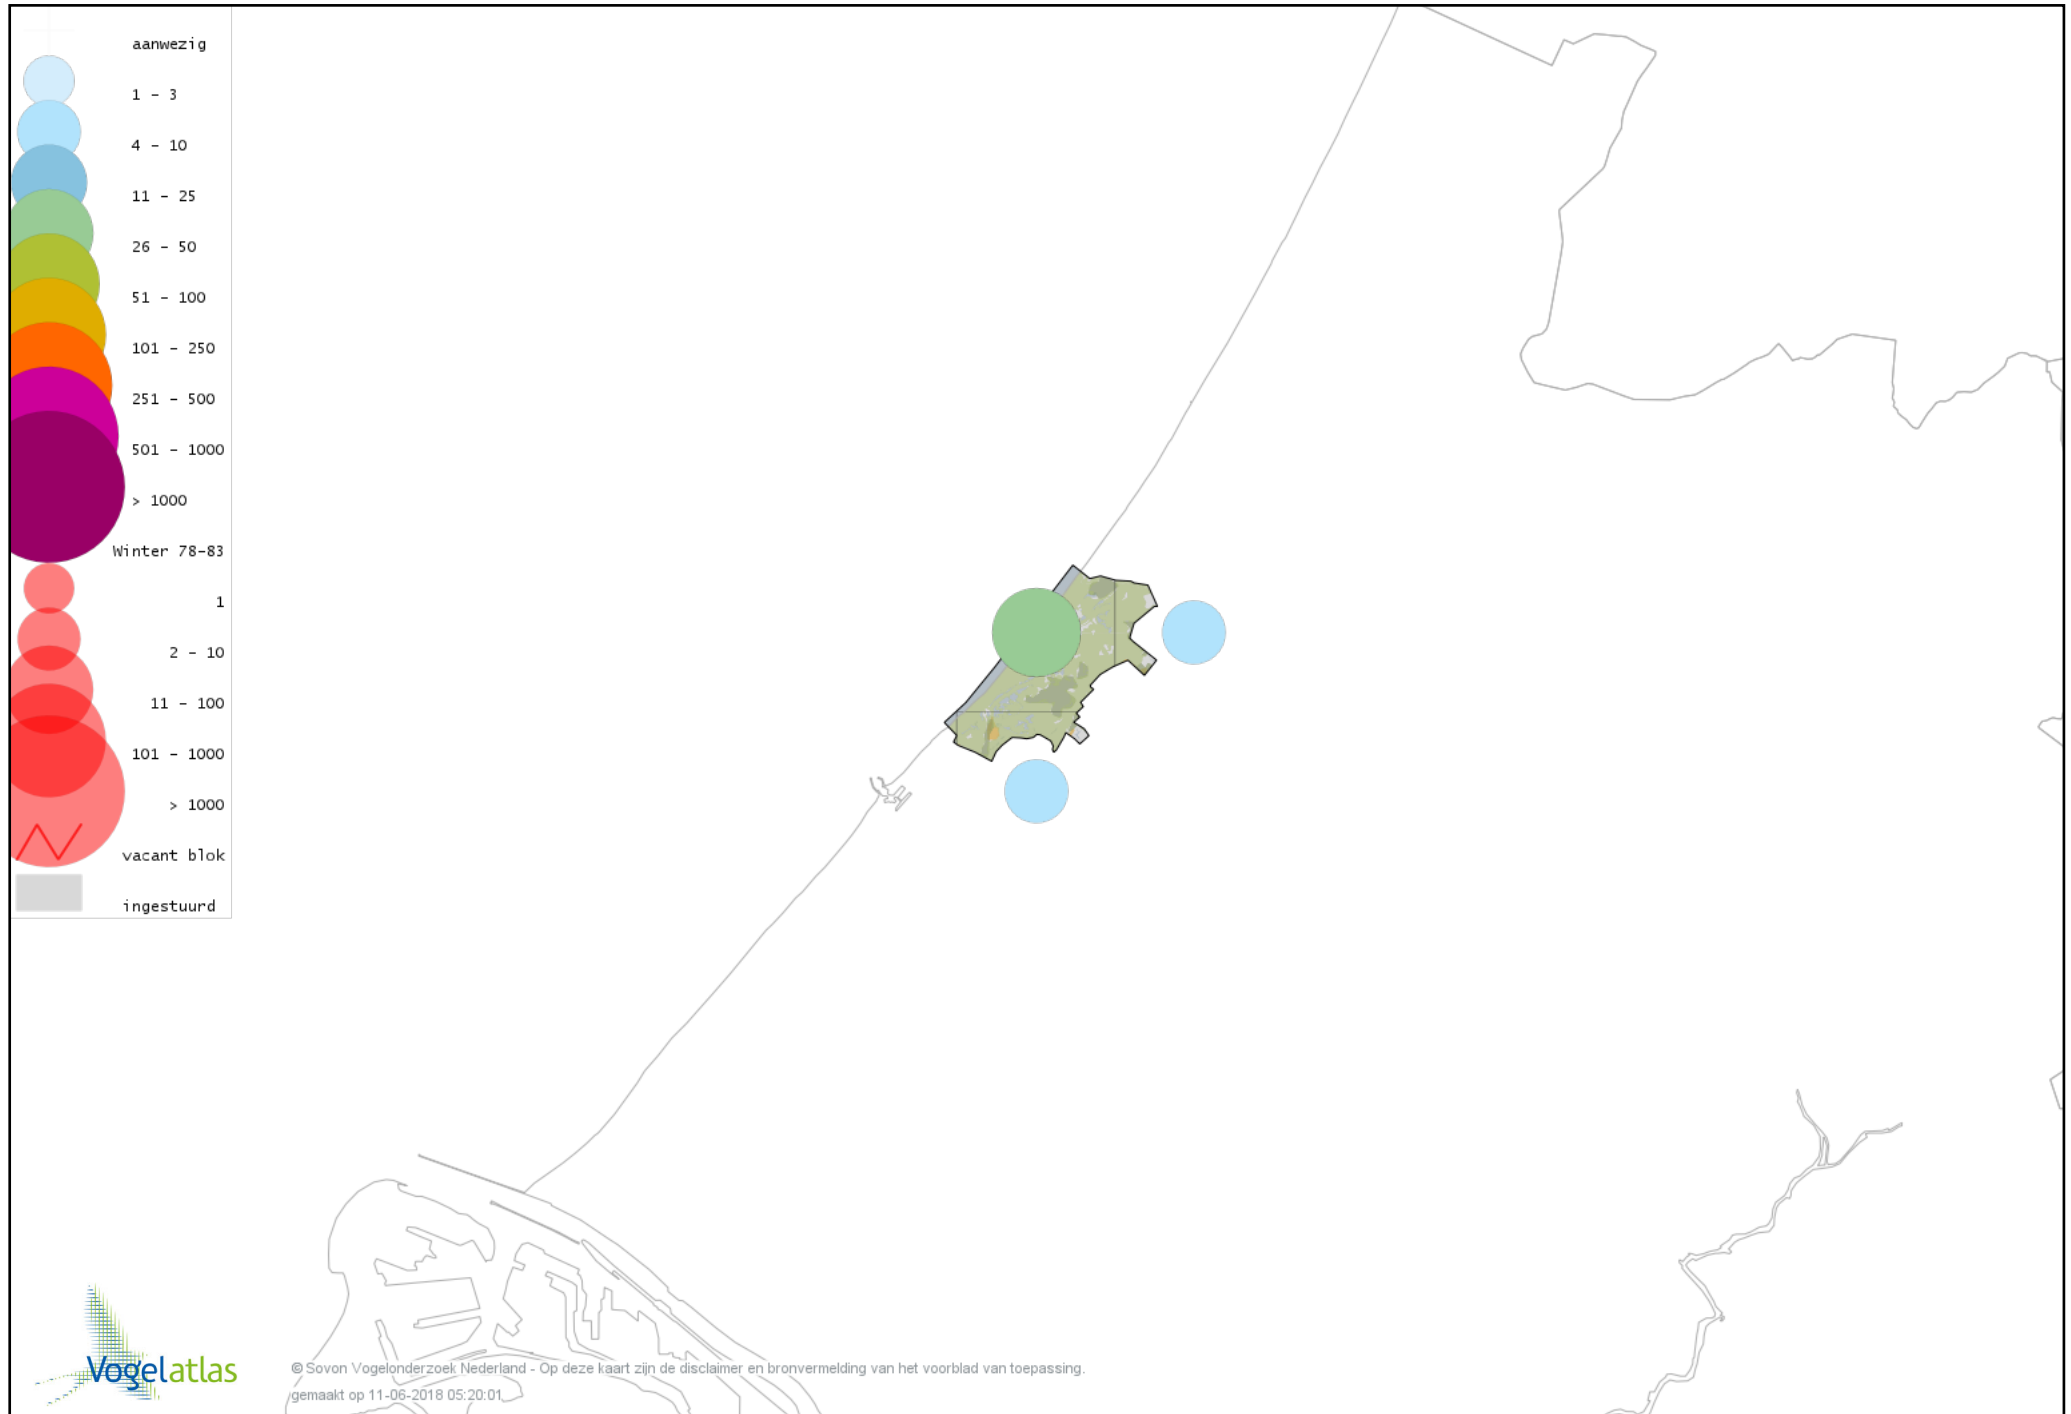 aanwezig
1 - 3
4 - 10
11 - 25
26 - 50
51 - 100
101 - 250
251 - 500
501 - 1000
> 1000
Winter 78-83
1
2 - 10
11 - 100
101 - 1000
> 1000
vacant blok
ingestuurd
Vogelatlas
© Sovon Vogelonderzoek Nederland - Op deze kaart zijn de disclaimer en bronvermelding van het voorblad van toepassing.
gemaakt op 11-06-2018 05:20:01